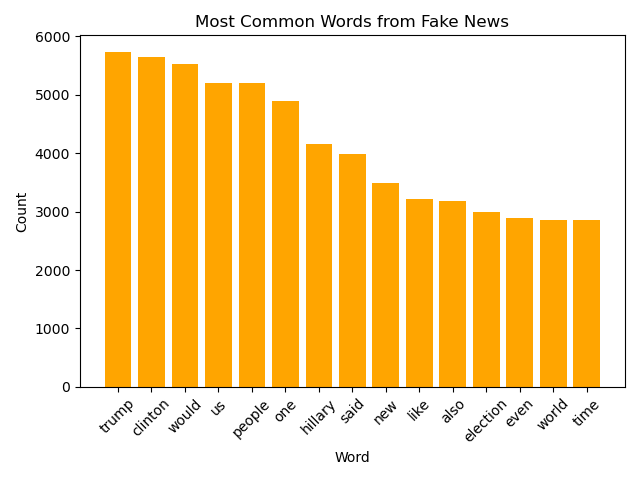 Most Common Words from Fake News
Count
6000
5000
4000
3000
2000
1000
0
trump
clinton
would
us
people
one
hillary
said
new
like
also
election
even
world
time
Word